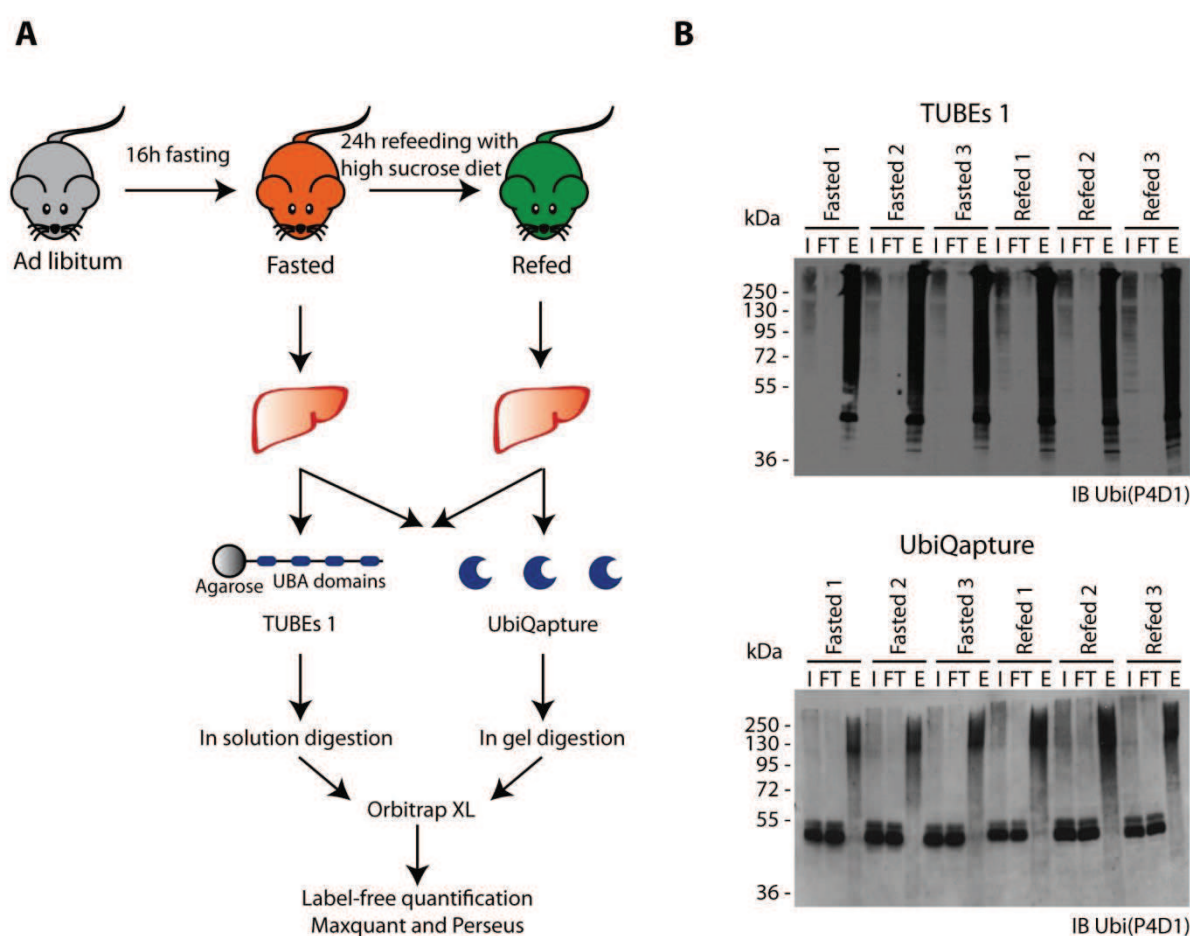 A
16h fasting
24h refeeding with
high sucrose diet
Ad libitum
Fasted
Refed
Agarose
UBA domains
TUBEs 1
UbiQapture
In solution digestion
In gel digestion
Orbitrap XL
Label-free quantification
Maxquant and Perseus
B
TUBEs 1
kDa
Fasted 1
Fasted 2
Fasted 3
Refed 1
Refed 2
Refed 3
I FT E I FT E I FT E I FT E I FT E I FT E
250 -
130 -
95 -
72 -
55 -
36 -
IB Ubi(P4D1)
UbiQapture
kDa
Fasted 1
Fasted 2
Fasted 3
Refed 1
Refed 2
Refed 3
I FT E I FT E I FT E I FT E I FT E I FT E
250 -
130 -
95 -
72 -
55 -
36 -
IB Ubi(P4D1)